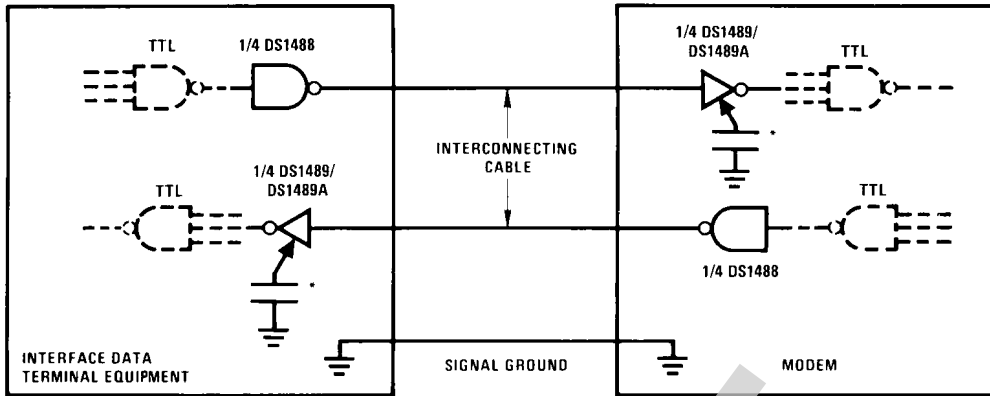 TTL
1/4 DS1488
1/4 DS1489/
DS1489A
TTL
*
INTERCONNECTING
CABLE
TTL
1/4 DS1489/
DS1489A
TTL
*
1/4 DS1488
INTERFACE DATA
TERMINAL EQUIPMENT
SIGNAL GROUND
MODEM